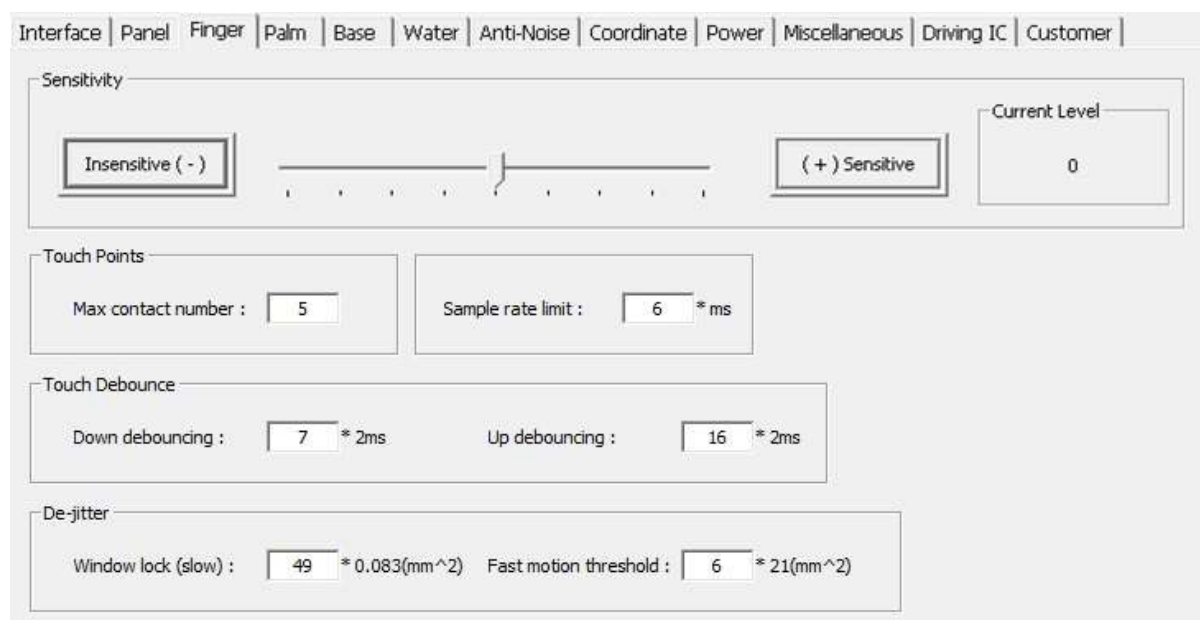 Interface | Panel | Finger | Palm | Base | Water | Anti-Noise | Coordinate | Power | Miscellaneous | Driving IC | Customer
Sensitivity
Current Level
Insensitive ( - )
( + ) Sensitive
0
Touch Points
Max contact number : 5
Sample rate limit : 6 * ms
Touch Debounce
Down debouncing : 7 * 2ms
Up debouncing : 16 * 2ms
De-jitter
Window lock (slow) : 49 * 0.083(mm^2)
Fast motion threshold : 6 * 21(mm^2)